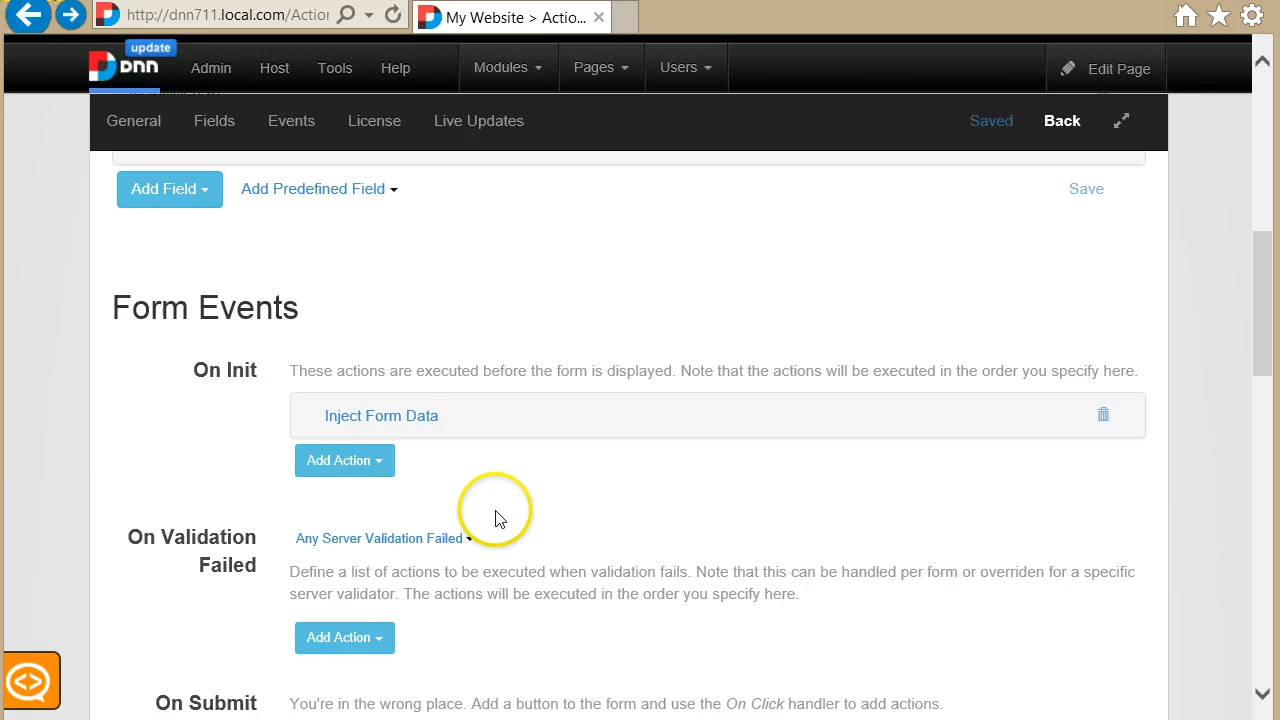 http://dnn711.local.com/Action
My Website > Actio...
update
DNN
Admin
Host
Tools
Help
Modules
Pages
Users
Edit Page
General
Fields
Events
License
Live Updates
Saved
Back
Add Field
Add Predefined Field
Save
Form Events
On Init
These actions are executed before the form is displayed. Note that the actions will be executed in the order you specify here.
Inject Form Data
Add Action
On Validation
Failed
Any Server Validation Failed
Define a list of actions to be executed when validation fails. Note that this can be handled per form or overriden for a specific
server validator. The actions will be executed in the order you specify here.
Add Action
On Submit
You're in the wrong place. Add a button to the form and use the On Click handler to add actions.